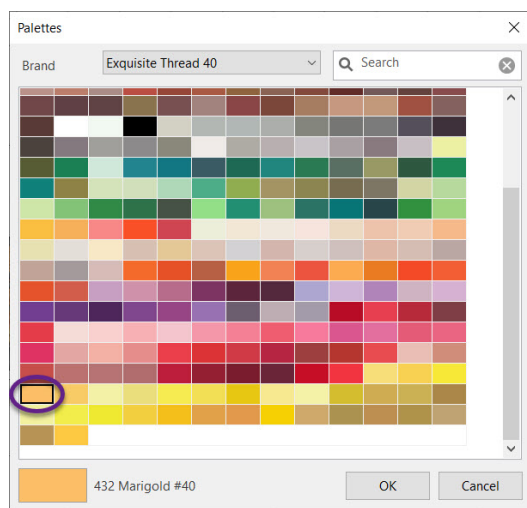 Palettes
Brand
Exquisite Thread 40
Search
432 Marigold #40
OK
Cancel